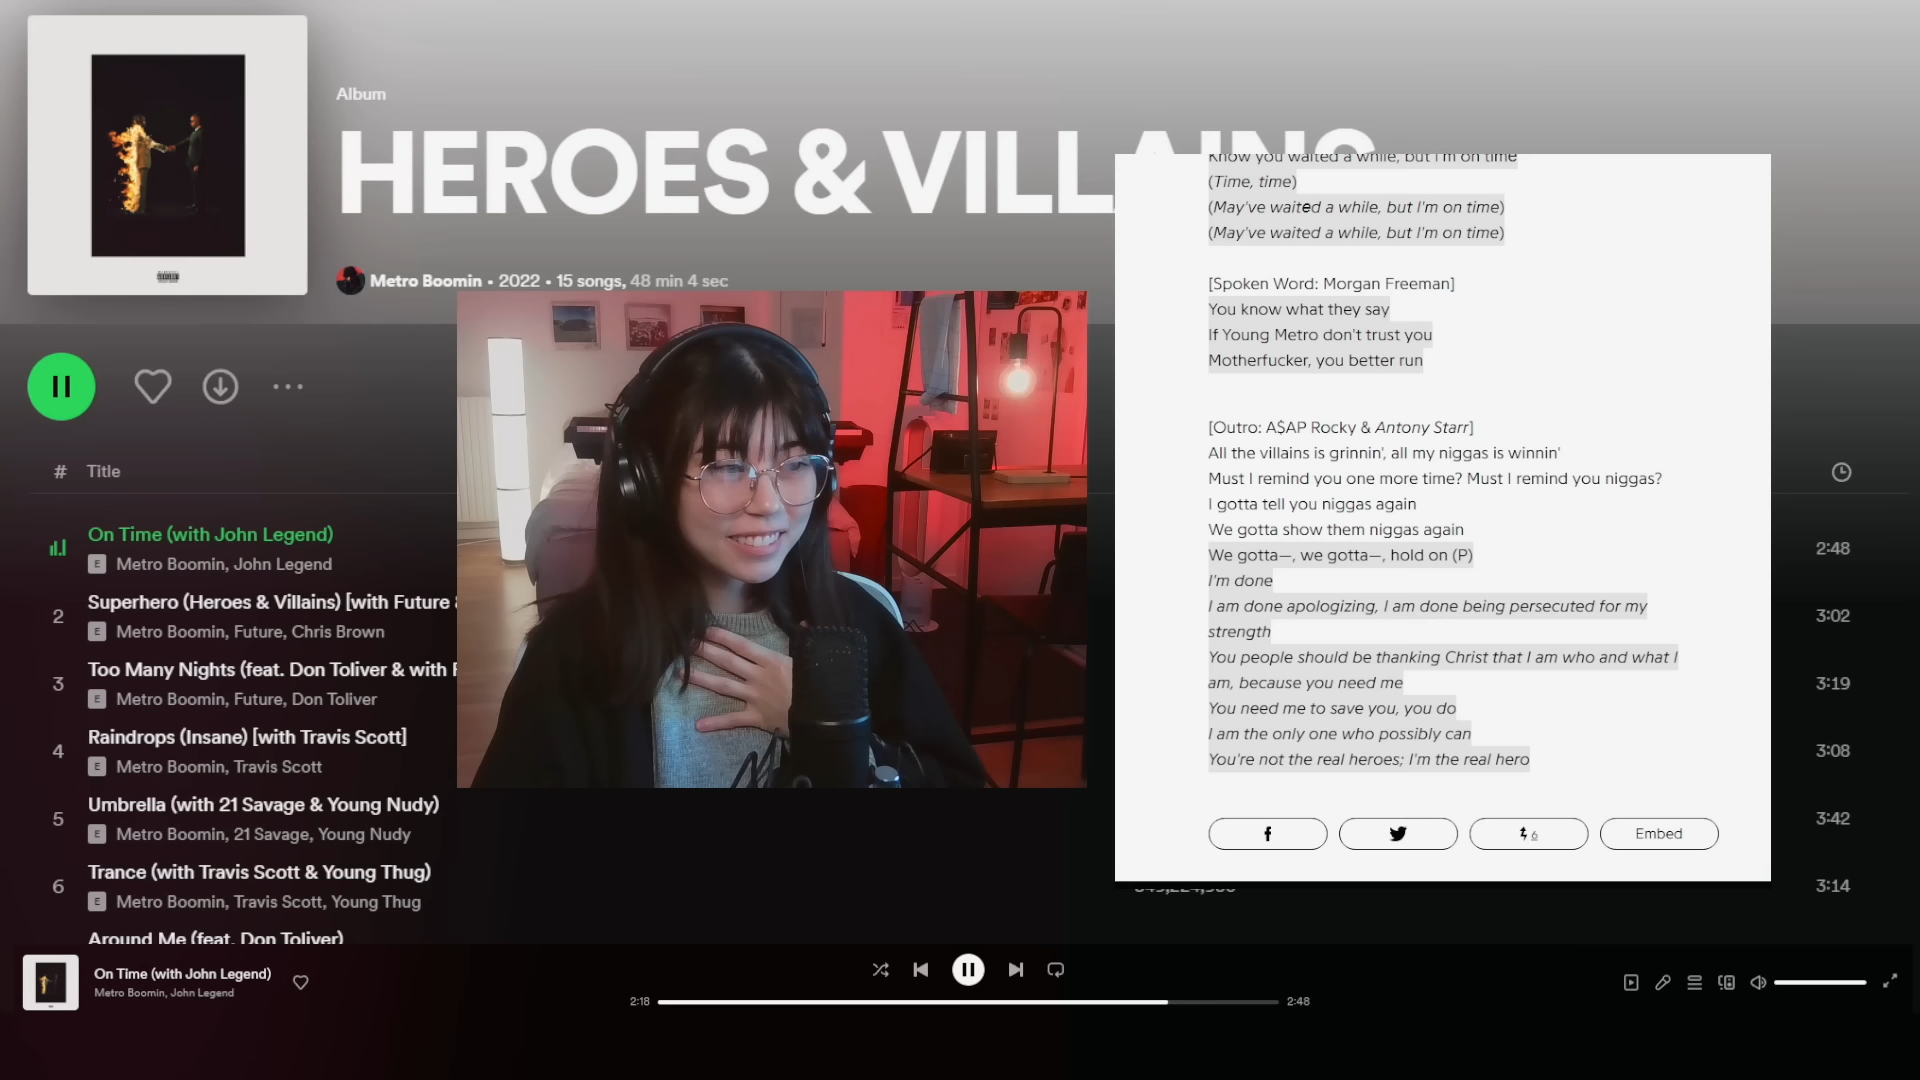 Album
HEROES & VILLAINS
Metro Boomin • 2022 • 15 songs, 48 min 4 sec
# Title
On Time (with John Legend)
E Metro Boomin, John Legend
2:48
2 Superhero (Heroes & Villains) [with Future
E Metro Boomin, Future, Chris Brown
3:02
3 Too Many Nights (feat. Don Toliver & with
E Metro Boomin, Future, Don Toliver
3:19
4 Raindrops (Insane) [with Travis Scott]
E Metro Boomin, Travis Scott
3:08
5 Umbrella (with 21 Savage & Young Nudy)
E Metro Boomin, 21 Savage, Young Nudy
3:42
6 Trance (with Travis Scott & Young Thug)
E Metro Boomin, Travis Scott, Young Thug
3:14
Around Me (feat. Don Toliver)
Know you waited a while, but I'm on time
(Time, time)
(May've waited a while, but I'm on time)
(May've waited a while, but I'm on time)
[Spoken Word: Morgan Freeman]
You know what they say
If Young Metro don't trust you
Motherfucker, you better run
[Outro: A$AP Rocky & Antony Starr]
All the villains is grinnin', all my niggas is winnin'
Must I remind you one more time? Must I remind you niggas?
I gotta tell you niggas again
We gotta show them niggas again
We gotta—, we gotta—, hold on (P)
I'm done
I am done apologizing, I am done being persecuted for my
strength
You people should be thanking Christ that I am who and what I
am, because you need me
You need me to save you, you do
I am the only one who possibly can
You're not the real heroes; I'm the real hero
6
Embed
On Time (with John Legend)
Metro Boomin, John Legend
2:18
2:48